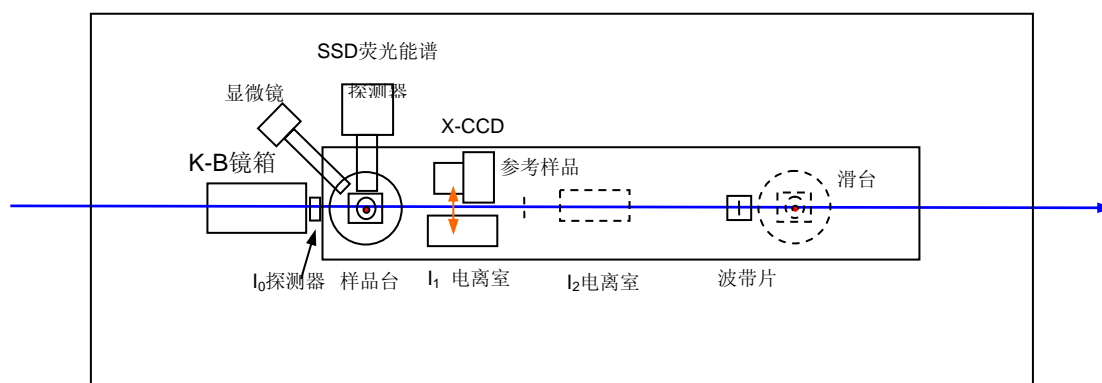 SSD荧光能谱
探测器
显微镜
X-CCD
K-B镜箱
参考样品
滑台
I₀探测器
样品台
I₁ 电离室
I₂电离室
波带片